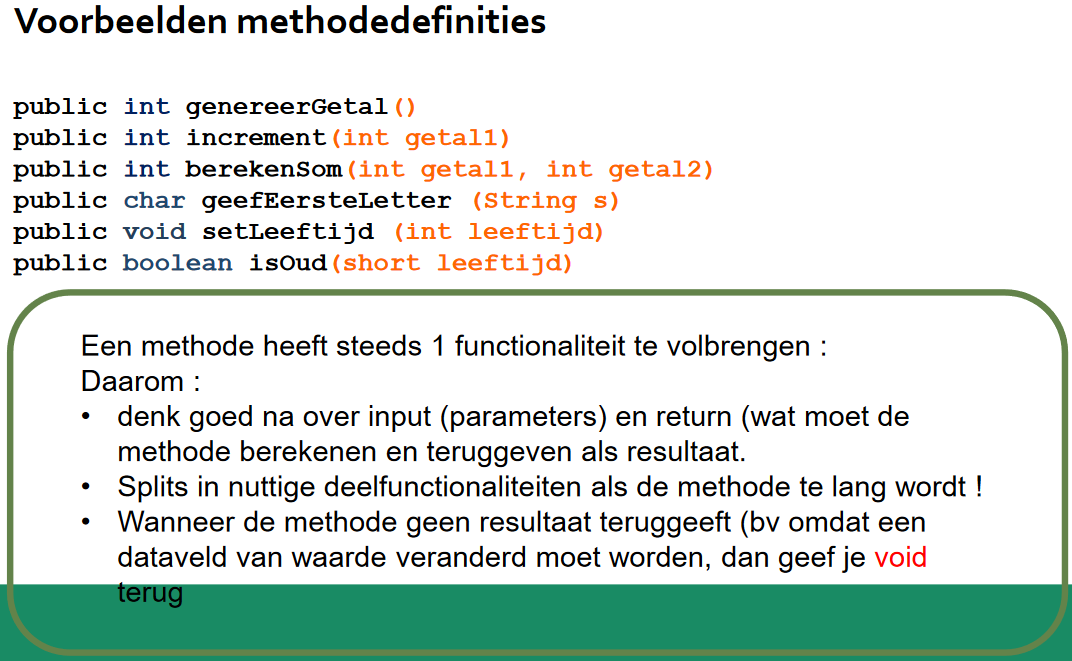 Voorbeelden methodedefinities
public int genereerGetal()
public int increment(int getal1)
public int berekenSom(int getal1, int getal2)
public char geefEersteLetter (String s)
public void setLeeftijd (int leeftijd)
public boolean isOud(short leeftijd)
Een methode heeft steeds 1 functionaliteit te volbrengen :
Daarom :
• denk goed na over input (parameters) en return (wat moet de
methode berekenen en teruggeven als resultaat.
• Splits in nuttige deelfunctionaliteiten als de methode te lang wordt !
• Wanneer de methode geen resultaat teruggeeft (bv omdat een
dataveld van waarde veranderd moet worden, dan geef je void
terug